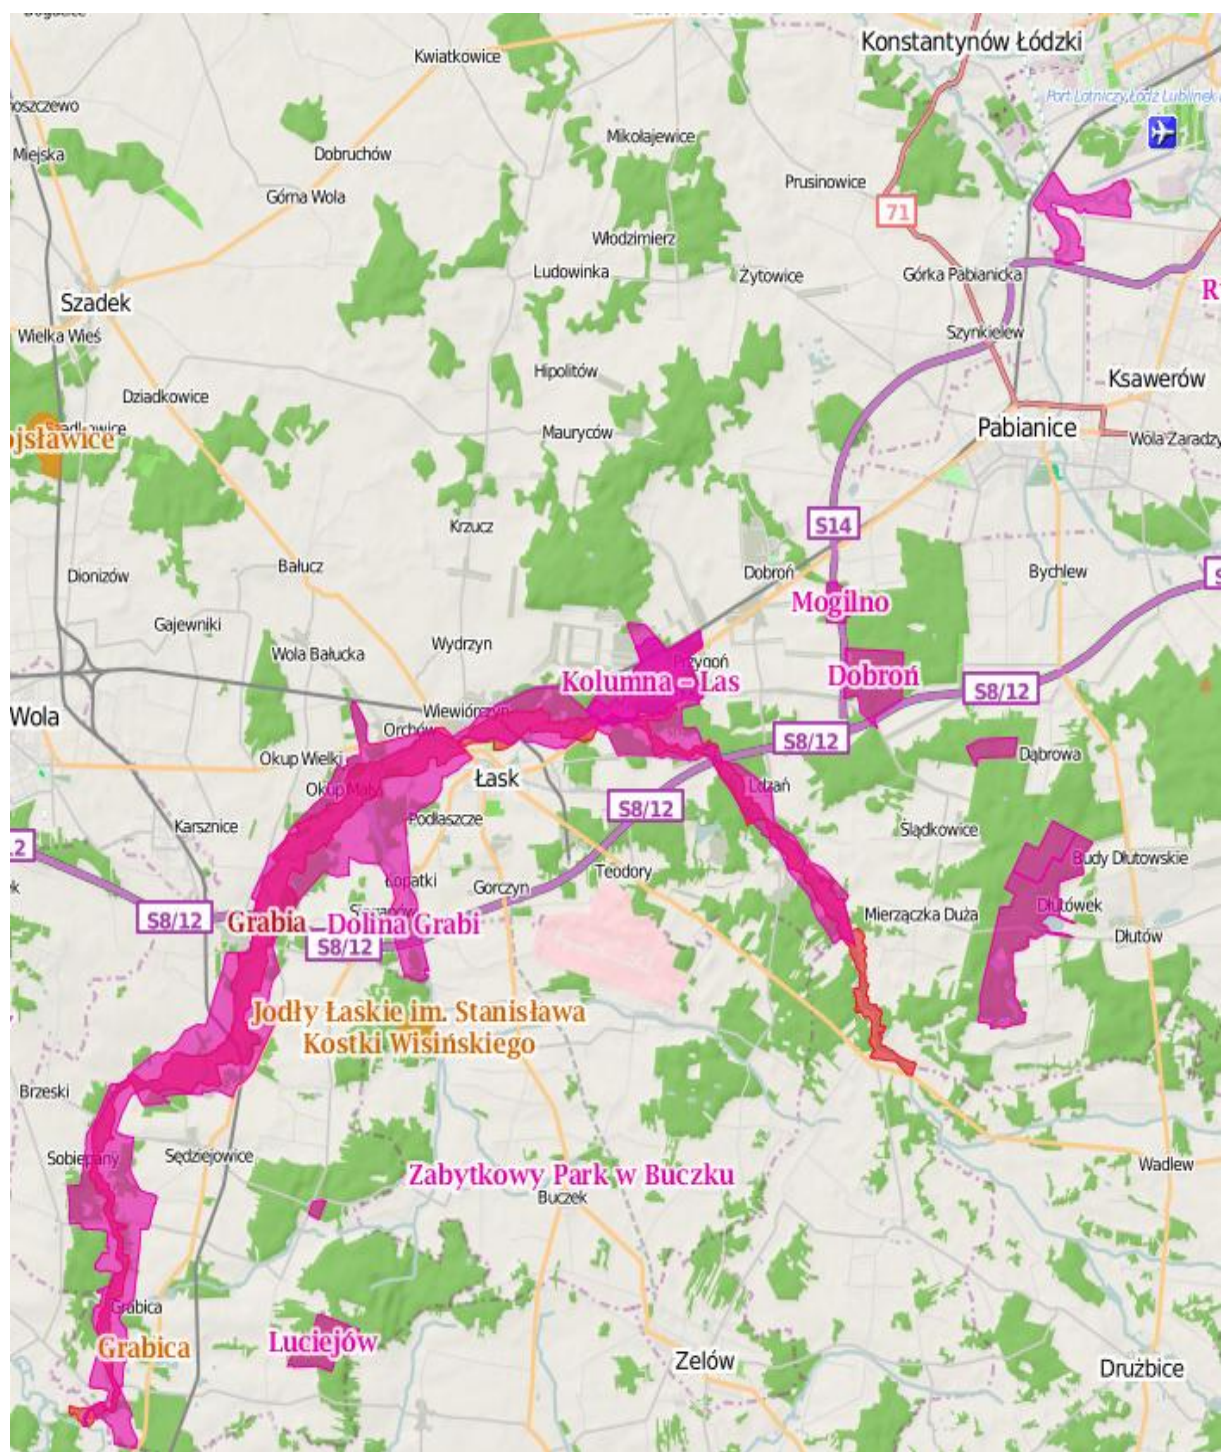 Konstantynów Łódzki
Kwiatkowice
Port Lotniczy Łódź Lublinek
oszczewo
Mikołajewice
Miejska
Dobruchów
Prusinowice
Górna Wola
71
Włodzimierz
Ludowinka
Żytowice
Górka Pabianicka
R
Szadek
Szynkielew
Wielka Wieś
Hipolitów
Ksawerów
Dziadkowice
Pabianice
Mauryców
ojsławice
Wola Zaradzy
Krzucz
S14
Bałucz
Dobroń
Bychlew
S
Dionizów
Mogilno
Gajewniki
Wola Bałucka
Wydrzyn
Przygoń
Kolumna – Las
Dobroń
S8/12
Wola
Wiewiórczyn
Orchów
S8/12
Okup Wielki
Dąbrowa
Łask
Okup Mały
Ldzań
S8/12
Podłaszcze
Karsznice
Ślądkowice
.2
Budy Dłutowskie
Teodory
k
Łopatki
Gorczyn
Dłutówek
Mierzączka Duża
S8/12
Grabia
Dolina Grabi
S8/12
Dłutów
Jodły Łaskie im. Stanisława
Kostki Wisińskiego
Brzeski
Sobiepany
Sędziejowice
Wadlew
Zabytkowy Park w Buczku
Buczek
Grabica
Luciejów
Grabica
Zelów
Drużbice